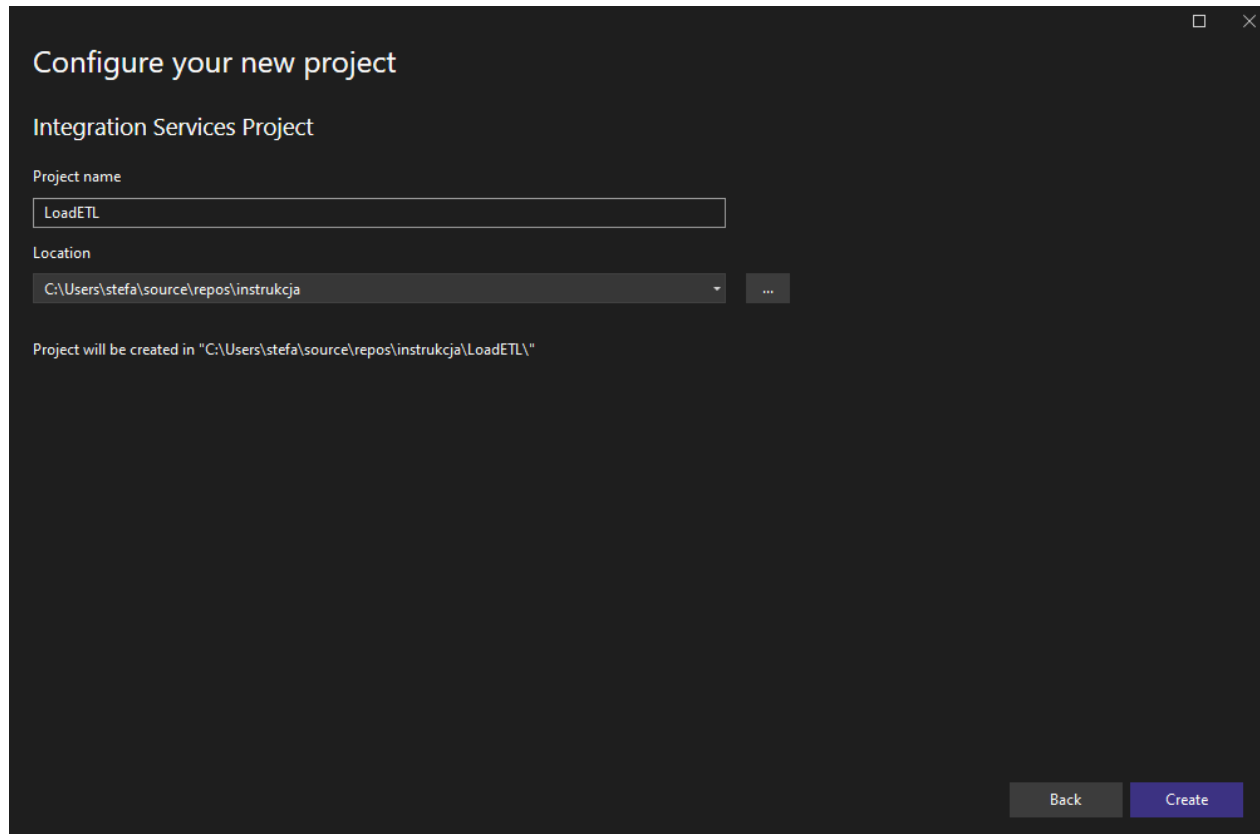 Configure your new project
Integration Services Project
Project name
LoadETL
Location
C:\Users\stefa\source\repos\instrukcja
...
Project will be created in "C:\Users\stefa\source\repos\instrukcja\LoadETL\"
Back
Create